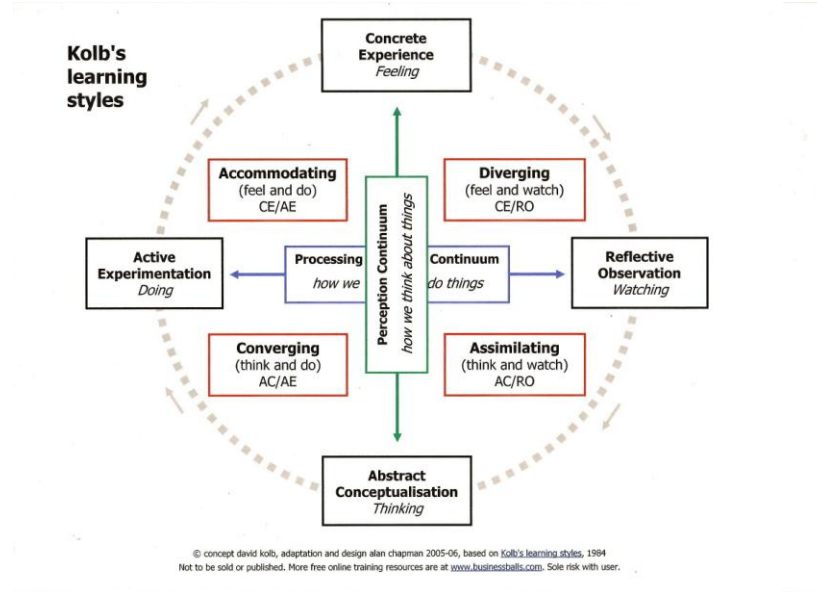 Kolb's
learning
styles
Concrete
Experience
Feeling
Accommodating
(feel and do)
CE/AE
Diverging
(feel and watch)
CE/RO
Active
Experimentation
Doing
Processing Continuum
how we do things
Perception Continuum
how we think about things
Reflective
Observation
Watching
Converging
(think and do)
AC/AE
Assimilating
(think and watch)
AC/RO
Abstract
Conceptualisation
Thinking
© concept david kolb, adaptation and design alan chapman 2005-06, based on Kolb's learning styles, 1984
Not to be sold or published. More free online training resources are at www.businessballs.com. Sole risk with user.